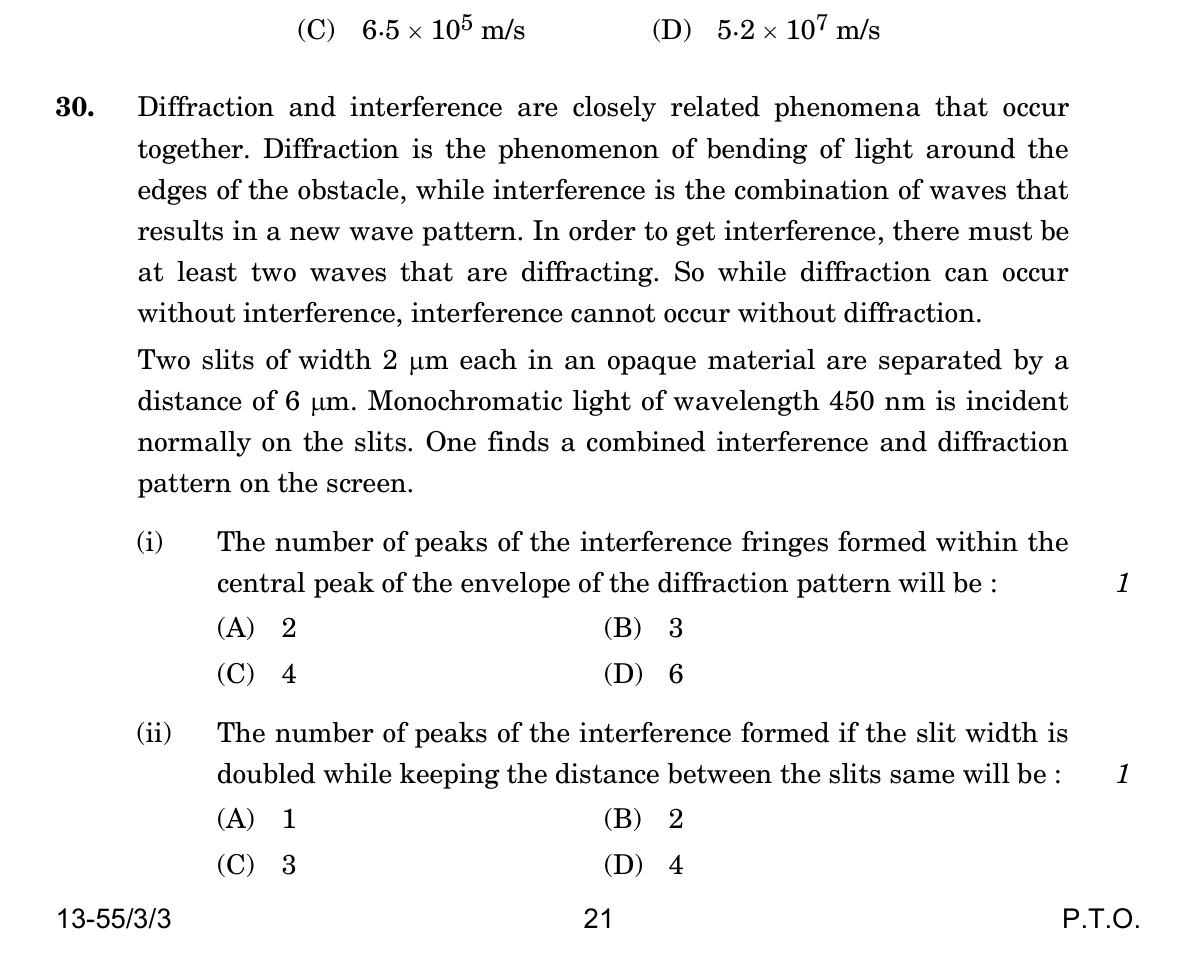 (C) 6·5 × 10⁵ m/s (D) 5·2 × 10⁷ m/s
30. Diffraction and interference are closely related phenomena that occur
together. Diffraction is the phenomenon of bending of light around the
edges of the obstacle, while interference is the combination of waves that
results in a new wave pattern. In order to get interference, there must be
at least two waves that are diffracting. So while diffraction can occur
without interference, interference cannot occur without diffraction.
Two slits of width 2 μm each in an opaque material are separated by a
distance of 6 μm. Monochromatic light of wavelength 450 nm is incident
normally on the slits. One finds a combined interference and diffraction
pattern on the screen.
(i) The number of peaks of the interference fringes formed within the
central peak of the envelope of the diffraction pattern will be : 1
(A) 2 (B) 3
(C) 4 (D) 6
(ii) The number of peaks of the interference formed if the slit width is
doubled while keeping the distance between the slits same will be : 1
(A) 1 (B) 2
(C) 3 (D) 4
13-55/3/3 21 P.T.O.